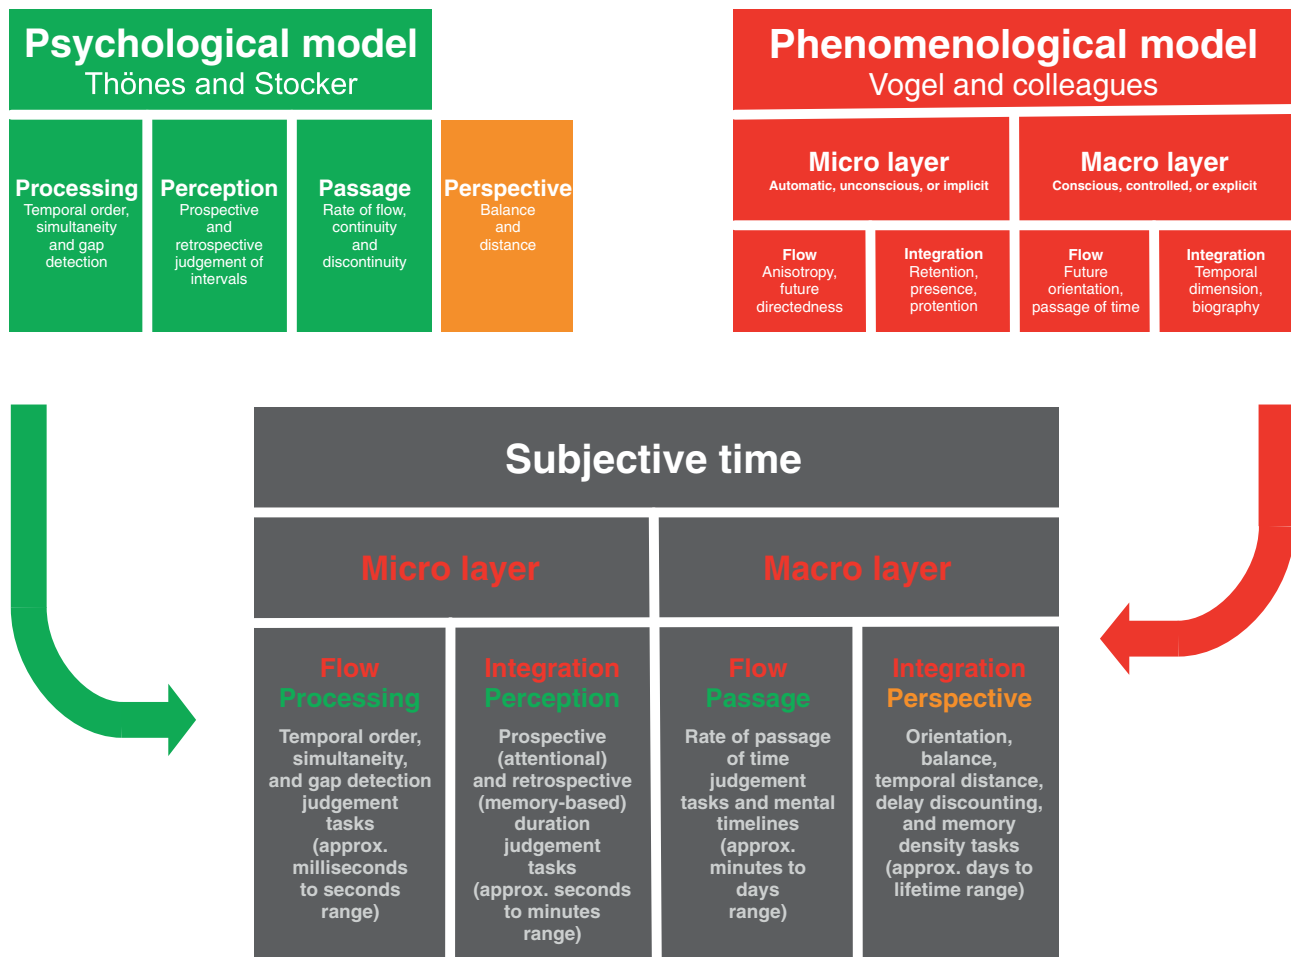 Psychological model
Thönes and Stocker
Processing
Temporal order,
simultaneity
and gap
detection
Perception
Prospective
and
retrospective
judgement of
intervals
Passage
Rate of flow,
continuity
and
discontinuity
Perspective
Balance
and
distance
Phenomenological model
Vogel and colleagues
Micro layer
Automatic, unconscious, or implicit
Macro layer
Conscious, controlled, or explicit
Flow
Anisotropy,
future
directedness
Integration
Retention,
presence,
protention
Flow
Future
orientation,
passage of time
Integration
Temporal
dimension,
biography
Subjective time
Micro layer
Macro layer
Flow
Processing
Temporal order,
simultaneity,
and gap detection
judgement
tasks
(approx.
milliseconds
to seconds
range)
Integration
Perception
Prospective
(attentional)
and retrospective
(memory-based)
duration
judgement
tasks
(approx. seconds
to minutes
range)
Flow
Passage
Rate of passage
of time
judgement
tasks and mental
timelines
(approx.
minutes to
days
range)
Integration
Perspective
Orientation,
balance,
temporal distance,
delay discounting,
and memory
density tasks
(approx. days to
lifetime range)